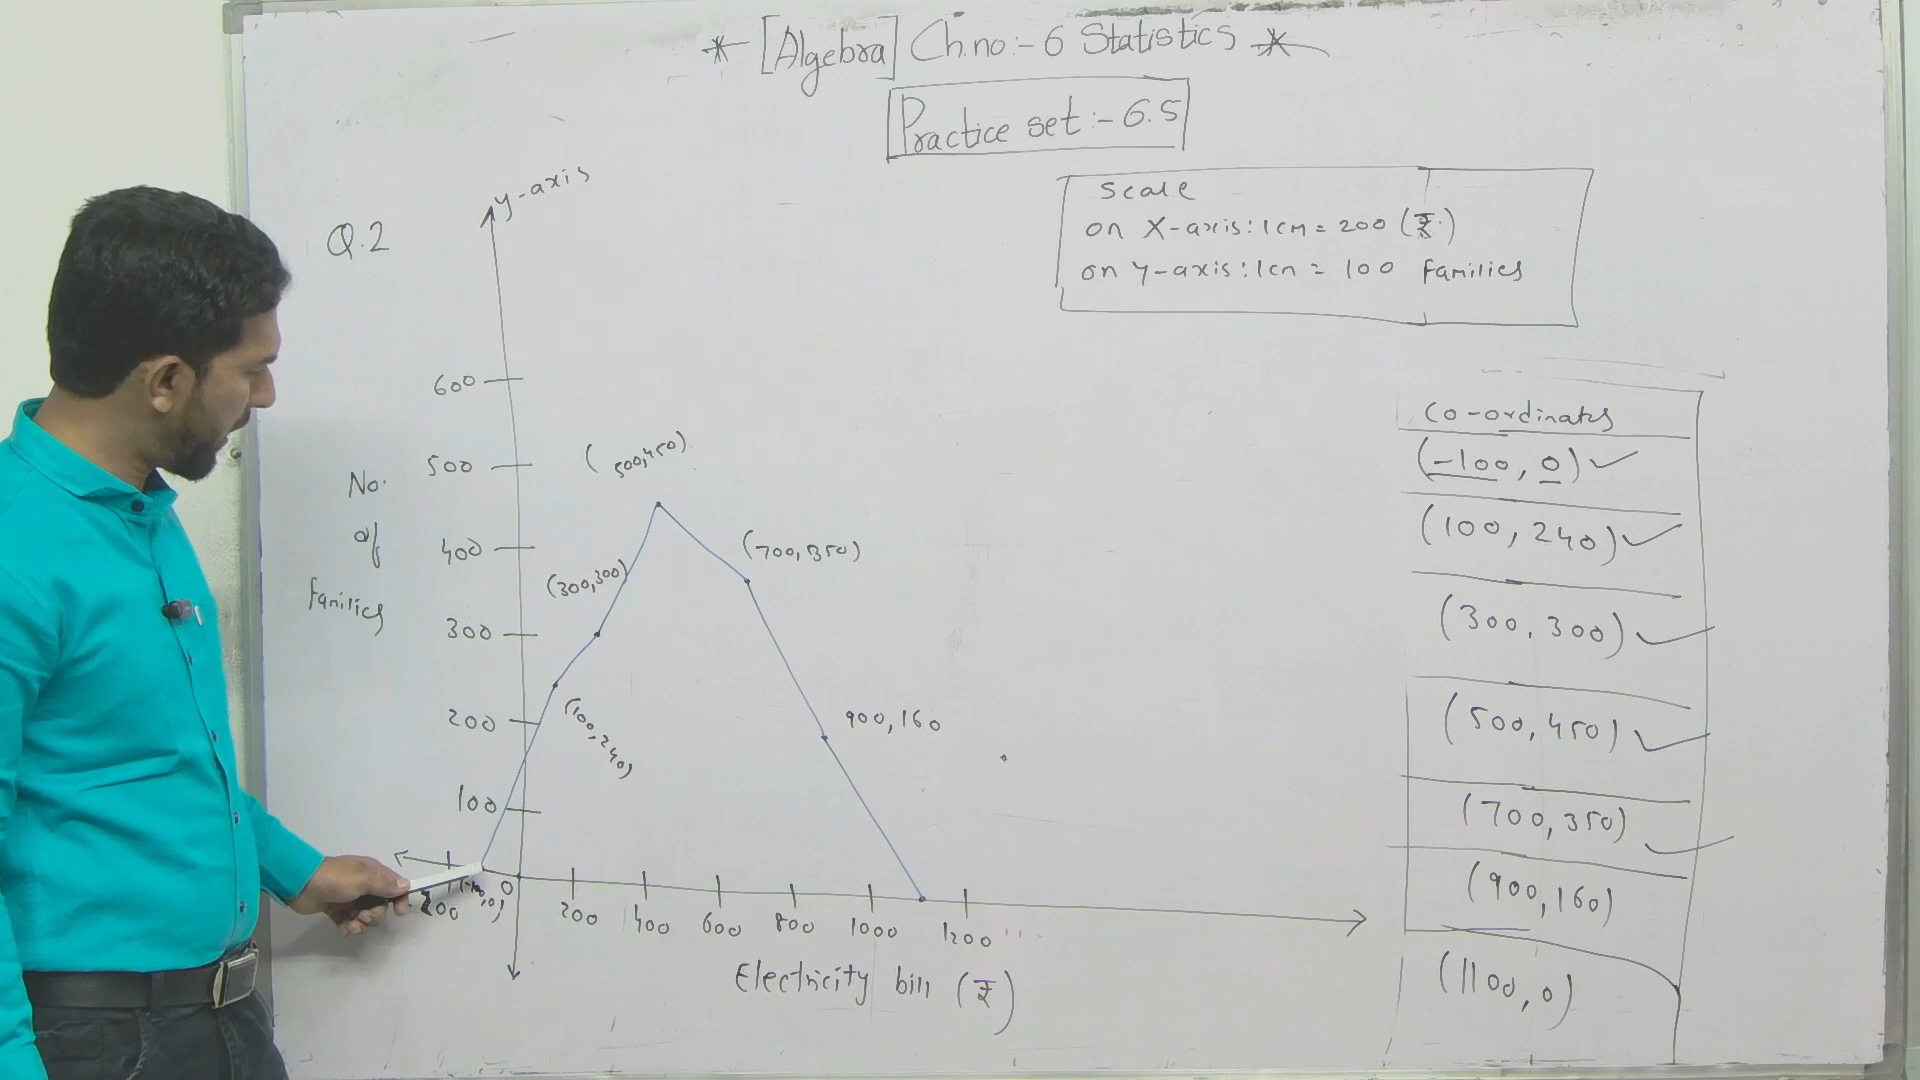 * [Algebra] Ch.no:- 6 Statistics *
Practice set :- 6.5
Q.2
y-axis
Scale
on X-axis: 1cm = 200 (₹.)
on y-axis: 1cm = 100 families
600
500
400
300
200
100
No.
of
families
(500,450)
(700,350)
(300,300)
(100,240)
900,160
(-100,0)
0
200
200
400
600
800
1000
1200
Electricity bill (₹)
Co-ordinates
(-100, 0) ✓
(100, 240) ✓
(300, 300) ✓
(500, 450) ✓
(700, 350) ✓
(900, 160)
(1100, 0)